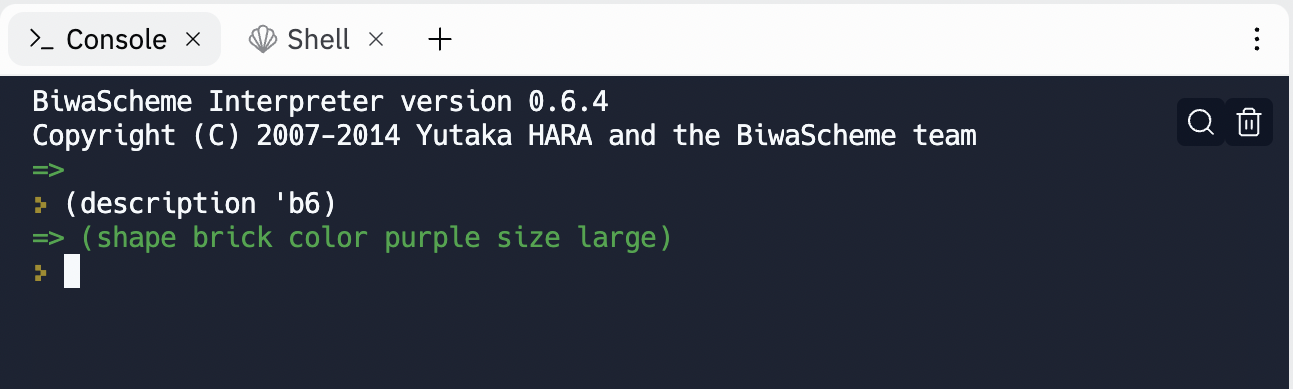 Console
Shell
BiwaScheme Interpreter version 0.6.4
Copyright (C) 2007-2014 Yutaka HARA and the BiwaScheme team
=>
(description 'b6)
=> (shape brick color purple size large)